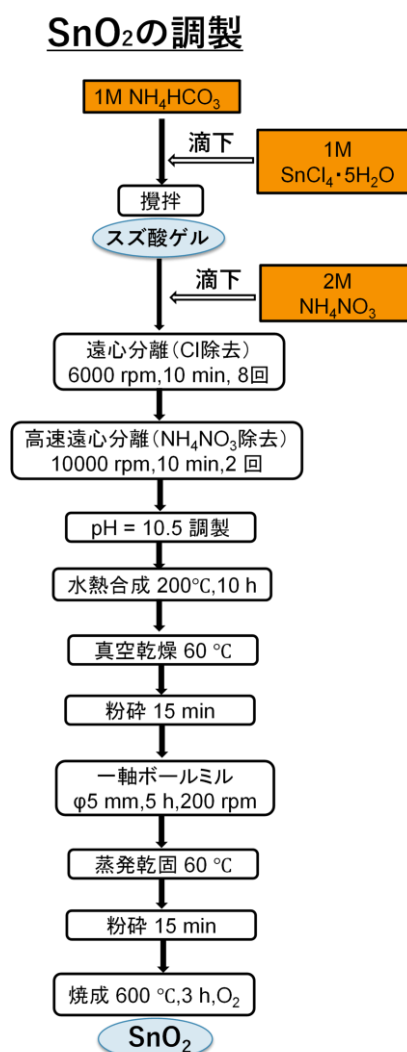 SnO₂の調製
1M NH₄HCO₃
滴下
1M
SnCl₄・5H₂O
攪拌
スズ酸ゲル
滴下
2M
NH₄NO₃
遠心分離(Cl除去)
6000 rpm,10 min, 8回
高速遠心分離(NH₄NO₃除去)
10000 rpm,10 min,2 回
pH = 10.5 調製
水熱合成 200℃,10 h
真空乾燥 60 ℃
粉砕 15 min
一軸ボールミル
φ5 mm,5 h,200 rpm
蒸発乾固 60 ℃
粉砕 15 min
焼成 600 ℃,3 h,O₂
SnO₂